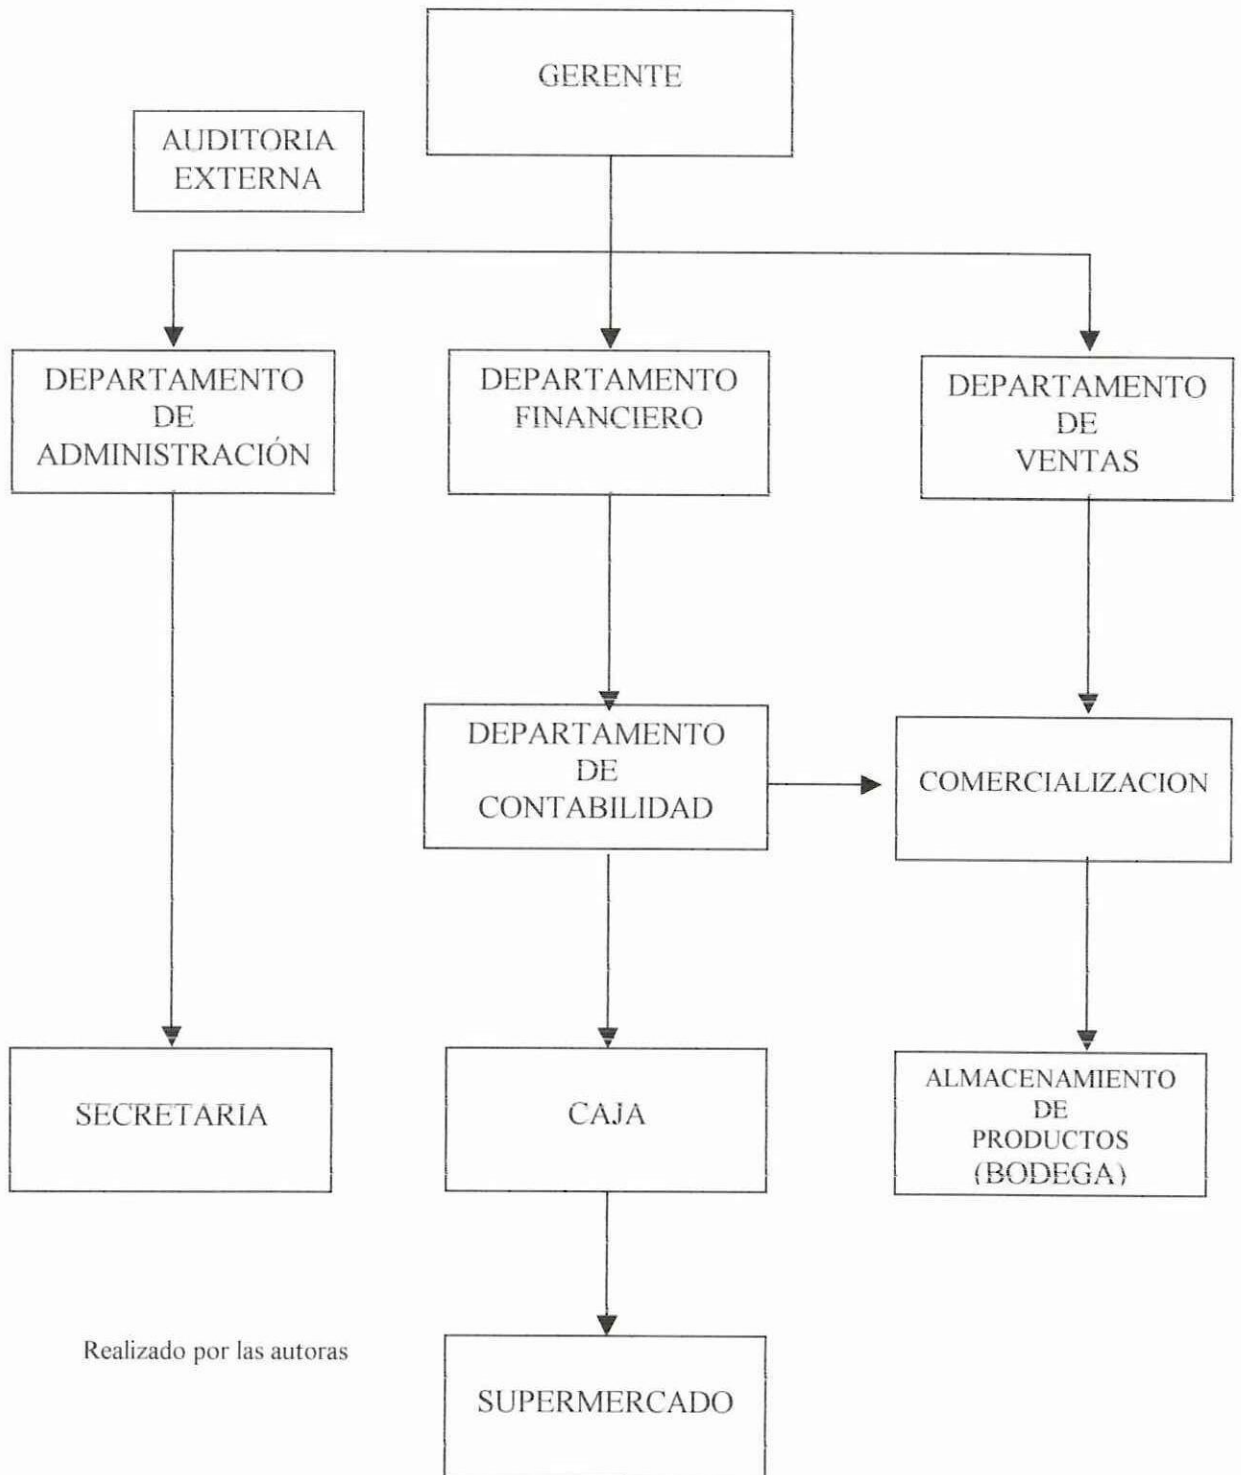 GERENTE
AUDITORIA
EXTERNA
DEPARTAMENTO
DE
ADMINISTRACIÓN
DEPARTAMENTO
FINANCIERO
DEPARTAMENTO
DE
VENTAS
DEPARTAMENTO
DE
CONTABILIDAD
COMERCIALIZACION
SECRETARIA
CAJA
ALMACENAMIENTO
DE
PRODUCTOS
(BODEGA)
Realizado por las autoras
SUPERMERCADO